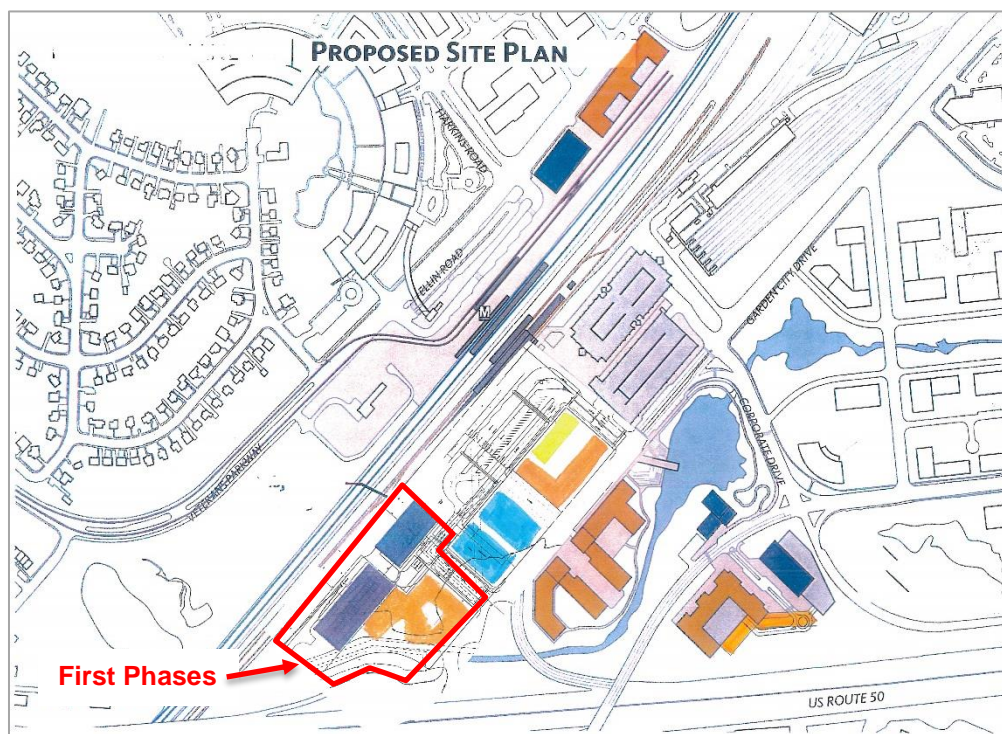 PROPOSED SITE PLAN
HARKINS ROAD
ELLIN ROAD
M
GARDEN CITY DRIVE
CORPORATE DRIVE
VETERANS PARKWAY
First Phases
US ROUTE 50